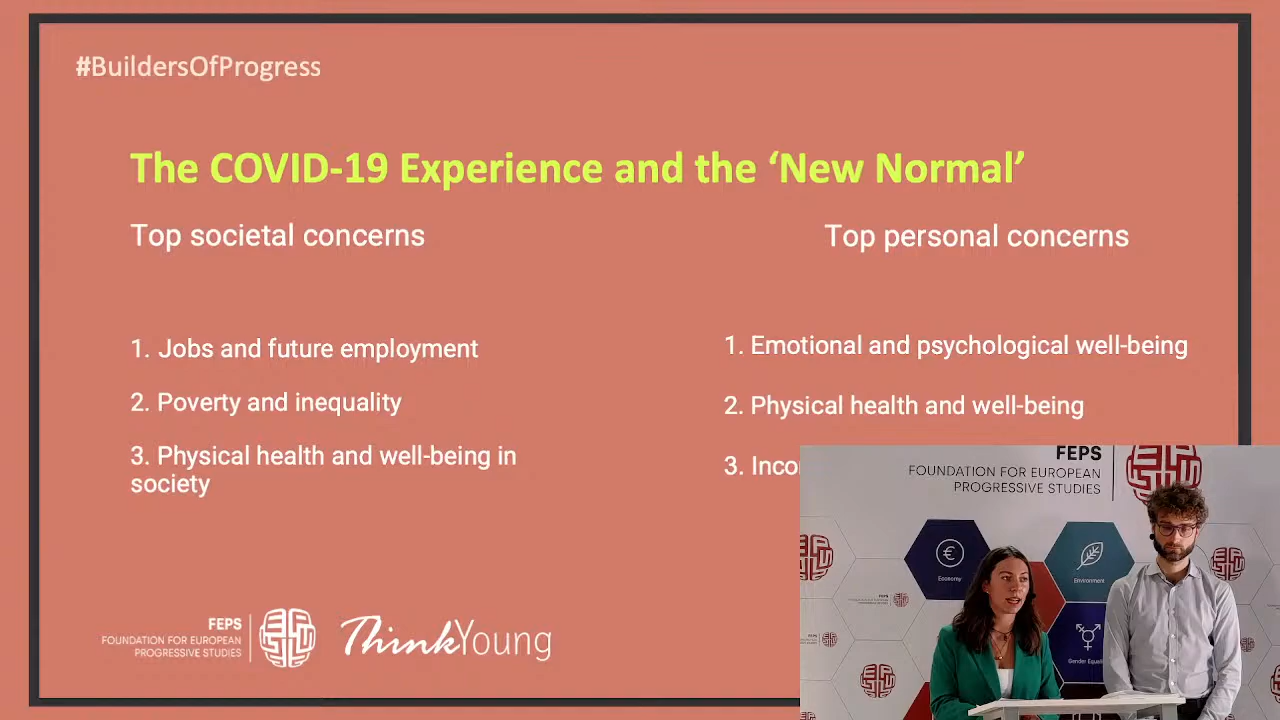 #BuildersOfProgress
The COVID-19 Experience and the ‘New Normal’
Top societal concerns
Top personal concerns
1. Jobs and future employment
2. Poverty and inequality
3. Physical health and well-being in
society
1. Emotional and psychological well-being
2. Physical health and well-being
3.
FEPS
FOUNDATION FOR EUROPEAN
PROGRESSIVE STUDIES
ThinkYoung
FEPS
FOUNDATION FOR EUROPEAN
PROGRESSIVE STUDIES
Economy
Environment